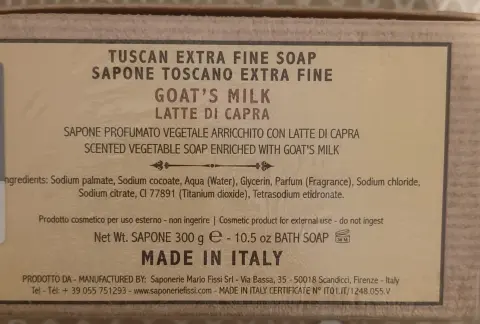 TUSCAN EXTRA FINE SOAP
SAPONE TOSCANO EXTRA FINE
GOAT'S MILK
LATTE DI CAPRA
SAPONE PROFUMATO VEGETALE ARRICCHITO CON LATTE DI CAPRA
SCENTED VEGETABLE SOAP ENRICHED WITH GOAT'S MILK
ngredients: Sodium palmate, Sodium cocoate, Aqua (Water), Glycerin, Parfum (Fragrance), Sodium chloride,
Sodium citrate, CI 77891 (Titanium dioxide), Tetrasodium etidronate.
Prodotto cosmetico per uso esterno - non ingerire | Cosmetic product for external use - do not ingest
Net Wt. SAPONE 300 g ℮ - 10.5 oz BATH SOAP
MADE IN ITALY
PRODOTTO DA - MANUFACTURED BY: Saponerie Mario Fissi Srl - Via Bassa, 35 - 50018 Scandicci, Firenze - Italy
Tel - Tél: + 39 055 751293 - www.saponeriefissi.com - MADE IN ITALY CERTIFICATE N° IT01.IT/1248.055.V